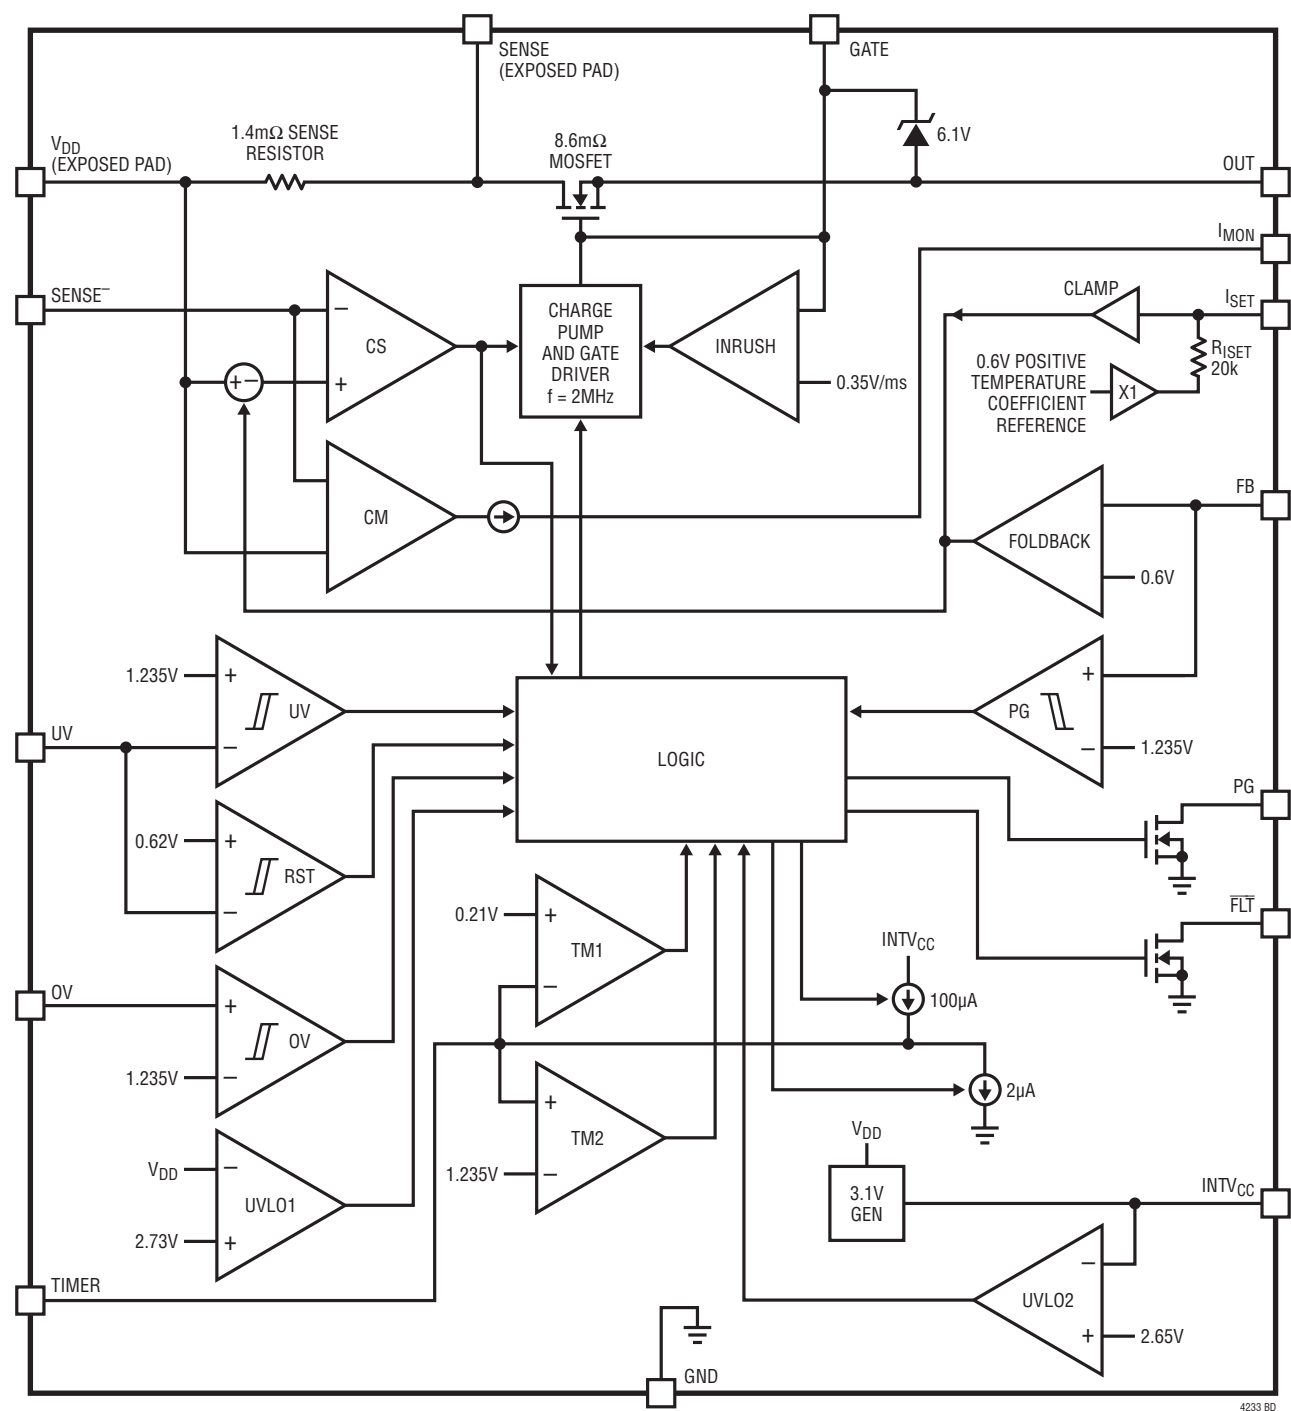 SENSE
(EXPOSED PAD)
GATE
VDD
(EXPOSED PAD)
1.4mΩ SENSE
RESISTOR
8.6mΩ
MOSFET
6.1V
OUT
IMON
SENSE–
CLAMP
ISET
–
CS
+
+–
CHARGE
PUMP
AND GATE
DRIVER
f = 2MHz
INRUSH
0.35V/ms
RISET
20k
0.6V POSITIVE
TEMPERATURE
COEFFICIENT
REFERENCE
X1
FB
CM
FOLDBACK
0.6V
1.235V
+
UV
–
UV
+
PG
–
1.235V
LOGIC
PG
0.62V
+
RST
–
FLT
0.21V
+
TM1
–
INTVCC
100µA
OV
+
OV
1.235V
–
2µA
+
TM2
1.235V
–
VDD
3.1V
GEN
VDD
–
UVLO1
2.73V
+
INTVCC
–
UVLO2
+
2.65V
TIMER
GND
4233 BD